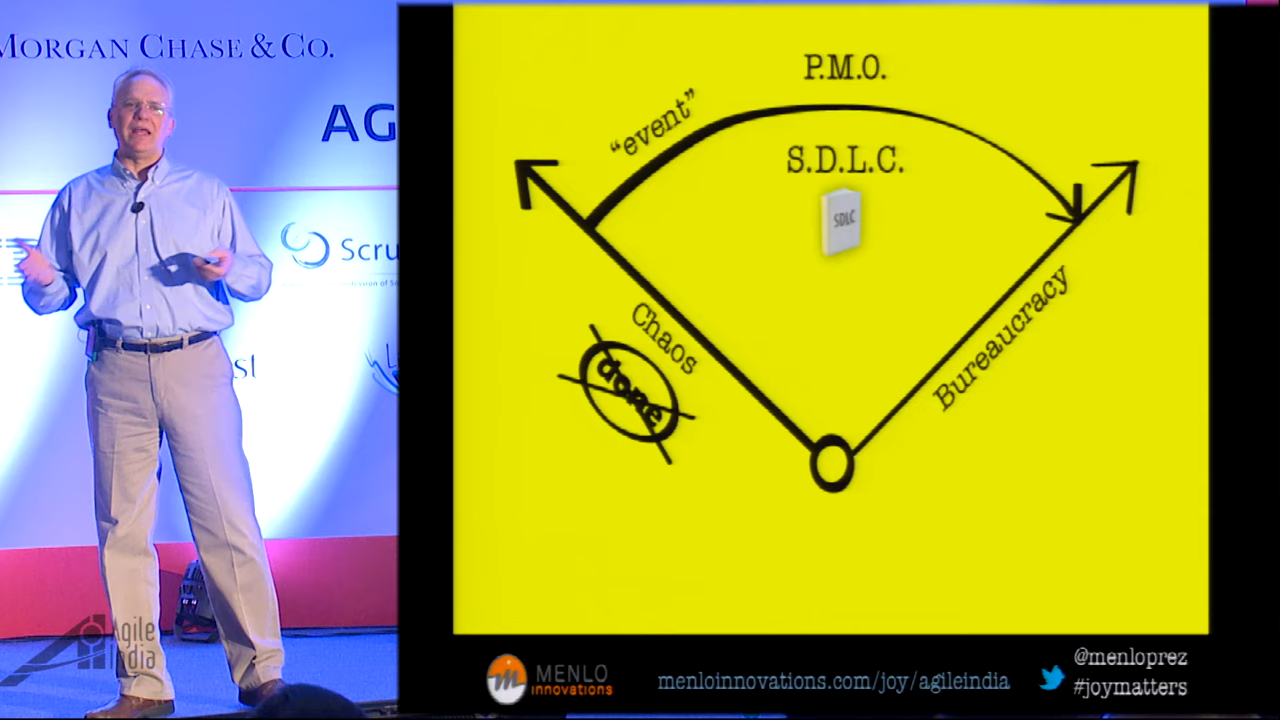 MORGAN CHASE & CO.
AG
Scru
Agile
India
P.M.O.
"event"
S.D.L.C.
SDLC
Chaos
done
Bureaucracy
MENLO
innovations
menloinnovations.com/joy/agileindia
@menloprez
#joymatters